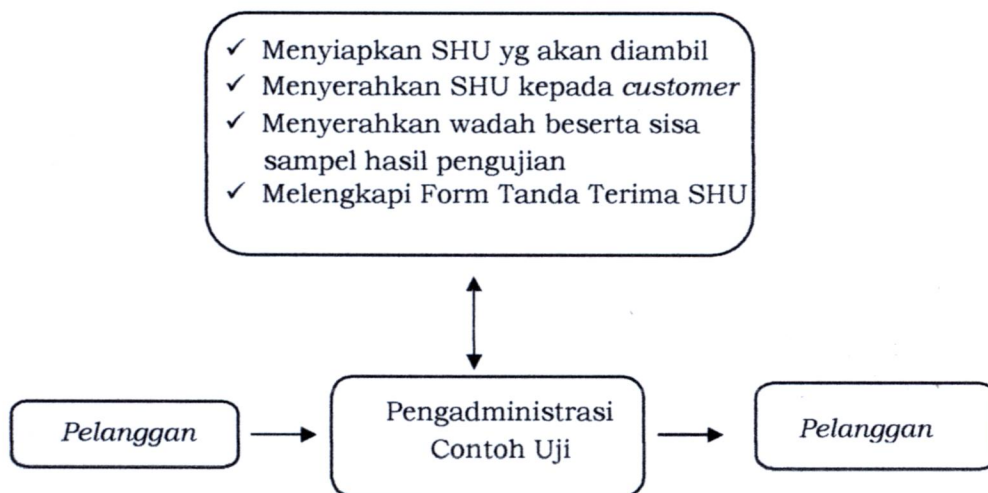 ✓ Menyiapkan SHU yg akan diambil
✓ Menyerahkan SHU kepada customer
✓ Menyerahkan wadah beserta sisa
sampel hasil pengujian
✓ Melengkapi Form Tanda Terima SHU
Pelanggan
Pengadministrasi
Contoh Uji
Pelanggan